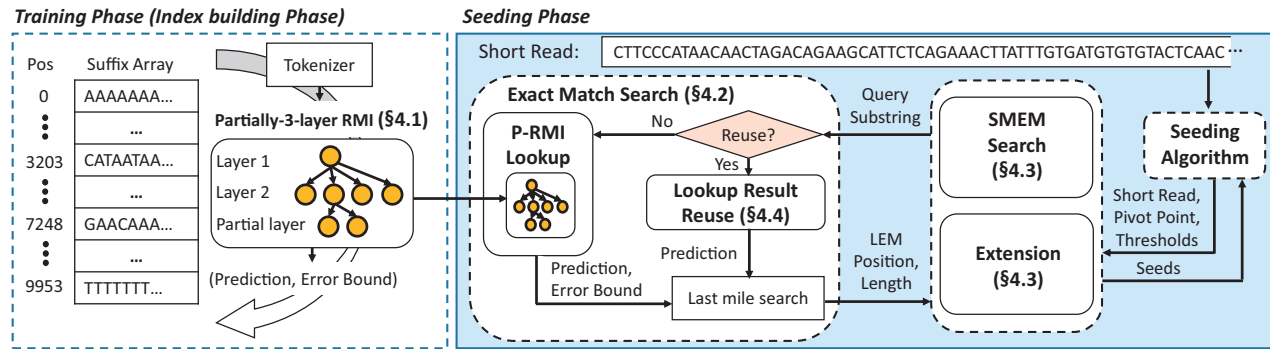 Training Phase (Index building Phase)
Pos
Suffix Array
0
AAAAAAA...
...
3203
CATAATAA...
...
7248
GAACAAA...
...
9953
TTTTTTT...
Tokenizer
Partially-3-layer RMI (§4.1)
Layer 1
Layer 2
Partial layer
(Prediction, Error Bound)
Seeding Phase
Short Read:
CTTCCCATAACAACTAGACAGAAGCATTCTCAGAAACTTATTTGTGATGTGTGTACTCAAC ...
Exact Match Search (§4.2)
P-RMI
Lookup
No
Reuse?
Yes
Lookup Result
Reuse (§4.4)
Prediction
Prediction,
Error Bound
Last mile search
Query
Substring
LEM
Position,
Length
SMEM
Search
(§4.3)
Extension
(§4.3)
Seeding
Algorithm
Short Read,
Pivot Point,
Thresholds
Seeds